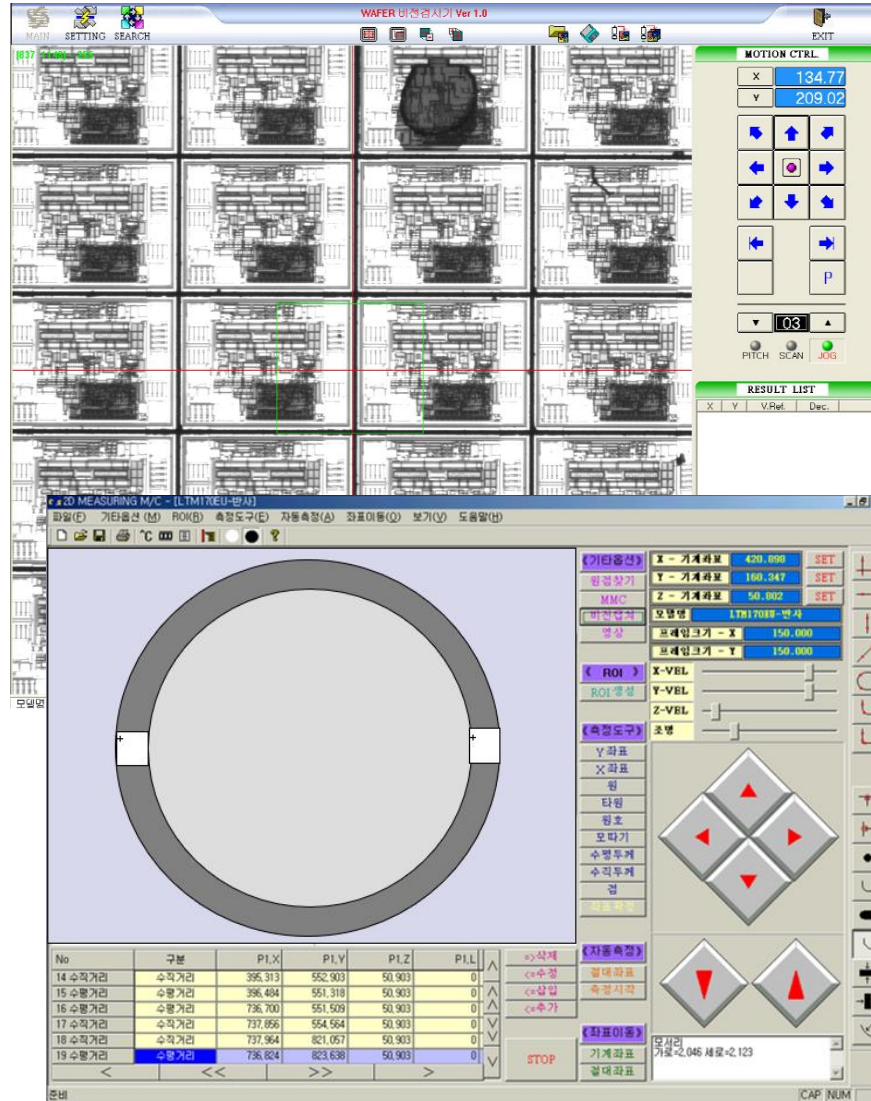 WAFER 비전검사기 Ver 1.0
MAIN SETTING SEARCH EXIT
MOTION CTRL.
X 134.77
Y 209.02
P
03
PITCH SCAN JOG
RESULT LIST
X Y V.Ref. Dec.
모델명
2D MEASURING M/C - [LTM170EU-반사]
파일(F) 기타옵션(M) ROI(R) 측정도구(E) 자동측정(A) 좌표이동(O) 보기(V) 도움말(H)
《기타옵션》
원점찾기
MMC
비전렙쳐
영상
《 ROI 》
ROI생성
《측정도구》
Y좌표
X좌표
원
타원
원호
모따기
수평두께
수직두께
점
X - 기계좌표 420.898 SET
Y - 기계좌표 160.347 SET
Z - 기계좌표 50.802 SET
모델명 LTM170EU-반사
프레임크기 - X 150.000
프레임크기 - Y 150.000
X-VEL
Y-VEL
Z-VEL
조명
No 구분 P1,X P1,Y P1,Z P1,L
14 수직거리 수직거리 395,313 552,903 50,903 0
15 수평거리 수평거리 396,484 551,318 50,903 0
16 수평거리 수평거리 736,700 551,509 50,903 0
17 수직거리 수직거리 737,856 554,564 50,903 0
18 수직거리 수직거리 737,964 821,057 50,903 0
19 수평거리 수평거리 736,824 823,638 50,903 0
< << >> >
=>삭제
<=수정
<=삽입
<=추가
STOP
《자동측정》
절대좌표
측정시작
《좌표이동》
기계좌표
절대좌표
모서리
가로=2,046 세로=2,123
준비 CAP NUM